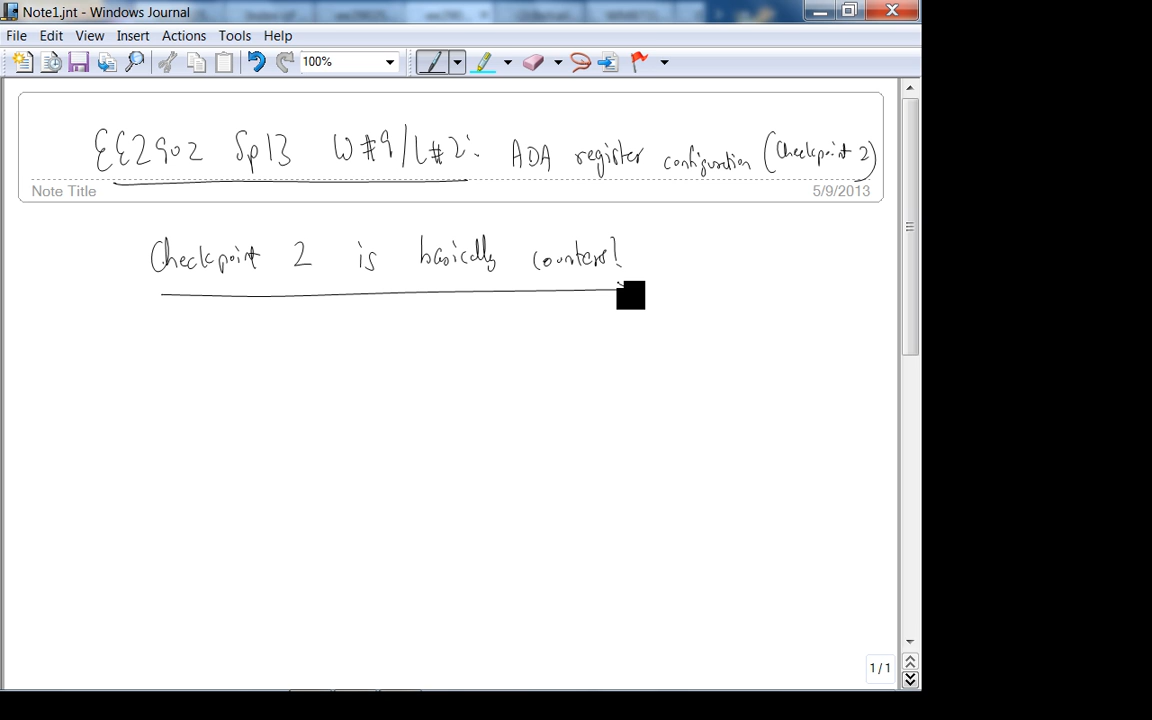 Note1.jnt - Windows Journal
File Edit View Insert Actions Tools Help
100%
EE2902 Sp13 W#9/L#2: ADA register configuration (Checkpoint 2)
Note Title 5/9/2013
Checkpoint 2 is basically counters!
1/1